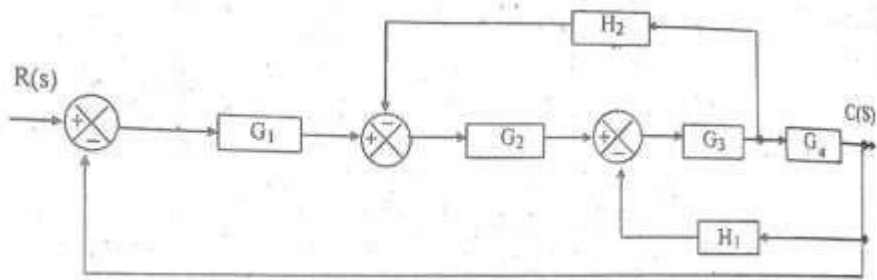 H₂
R(s)
C(S)
+
−
G₁
−
+
G₂
+
−
G₃
G₄
H₁